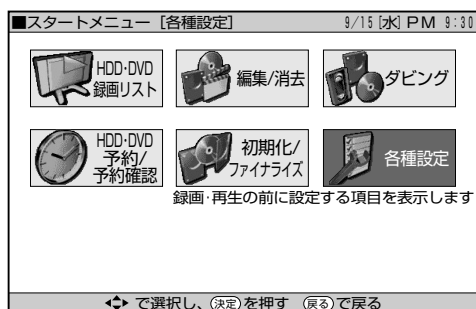 ■スタートメニュー［各種設定］ 9/15[水]PM 9:30
HDD·DVD
録画リスト
編集/消去
ダビング
HDD·DVD
予約/
予約確認
初期化/
ファイナライズ
各種設定
録画·再生の前に設定する項目を表示します
で選択し、決定を押す 戻るで戻る